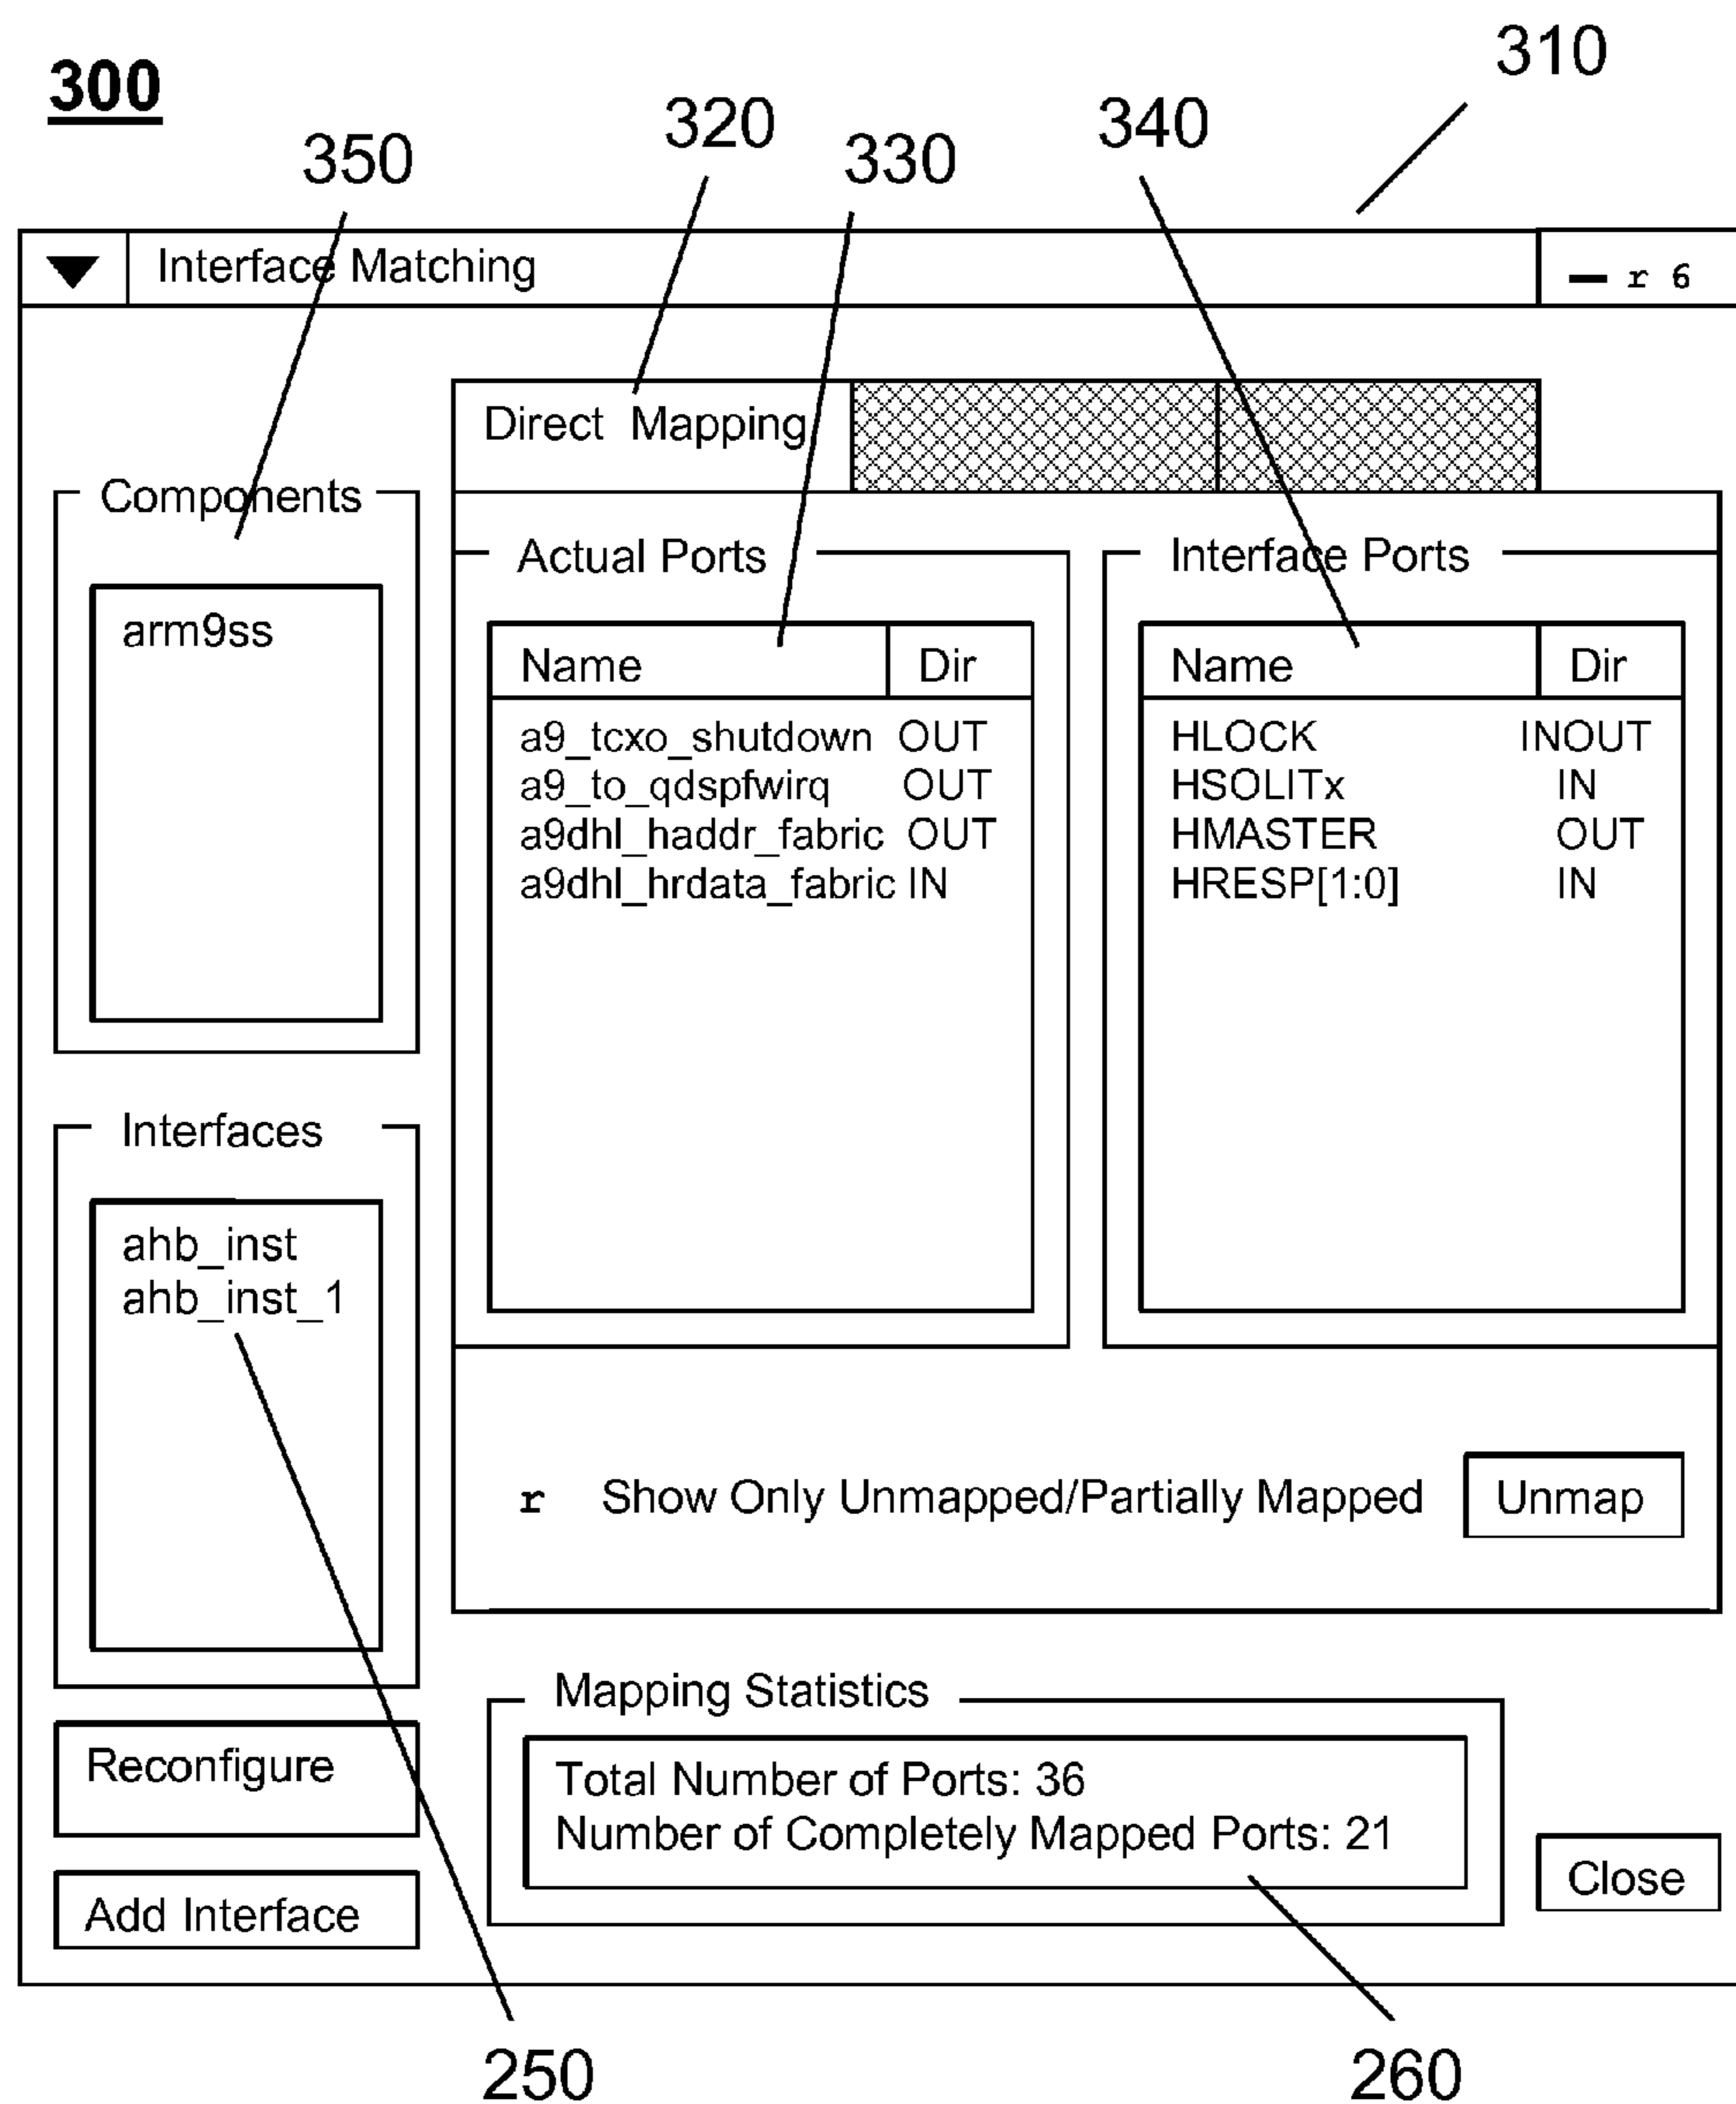 310
300
320
340
350
330
Interface Matching
r 6
Direct Mapping
Components
arm9ss
Actual Ports
Name Dir
a9_tcxo_shutdown OUT
a9_to_qdspfwirq OUT
a9dhl_haddr_fabric OUT
a9dhl_hrdata_fabric IN
Interface Ports
Name Dir
HLOCK INOUT
HSOLITx IN
HMASTER OUT
HRESP[1:0] IN
Interfaces
ahb_inst
ahb_inst_1
r Show Only Unmapped/Partially Mapped
Unmap
Reconfigure
Add Interface
Mapping Statistics
Total Number of Ports: 36
Number of Completely Mapped Ports: 21
Close
250
260